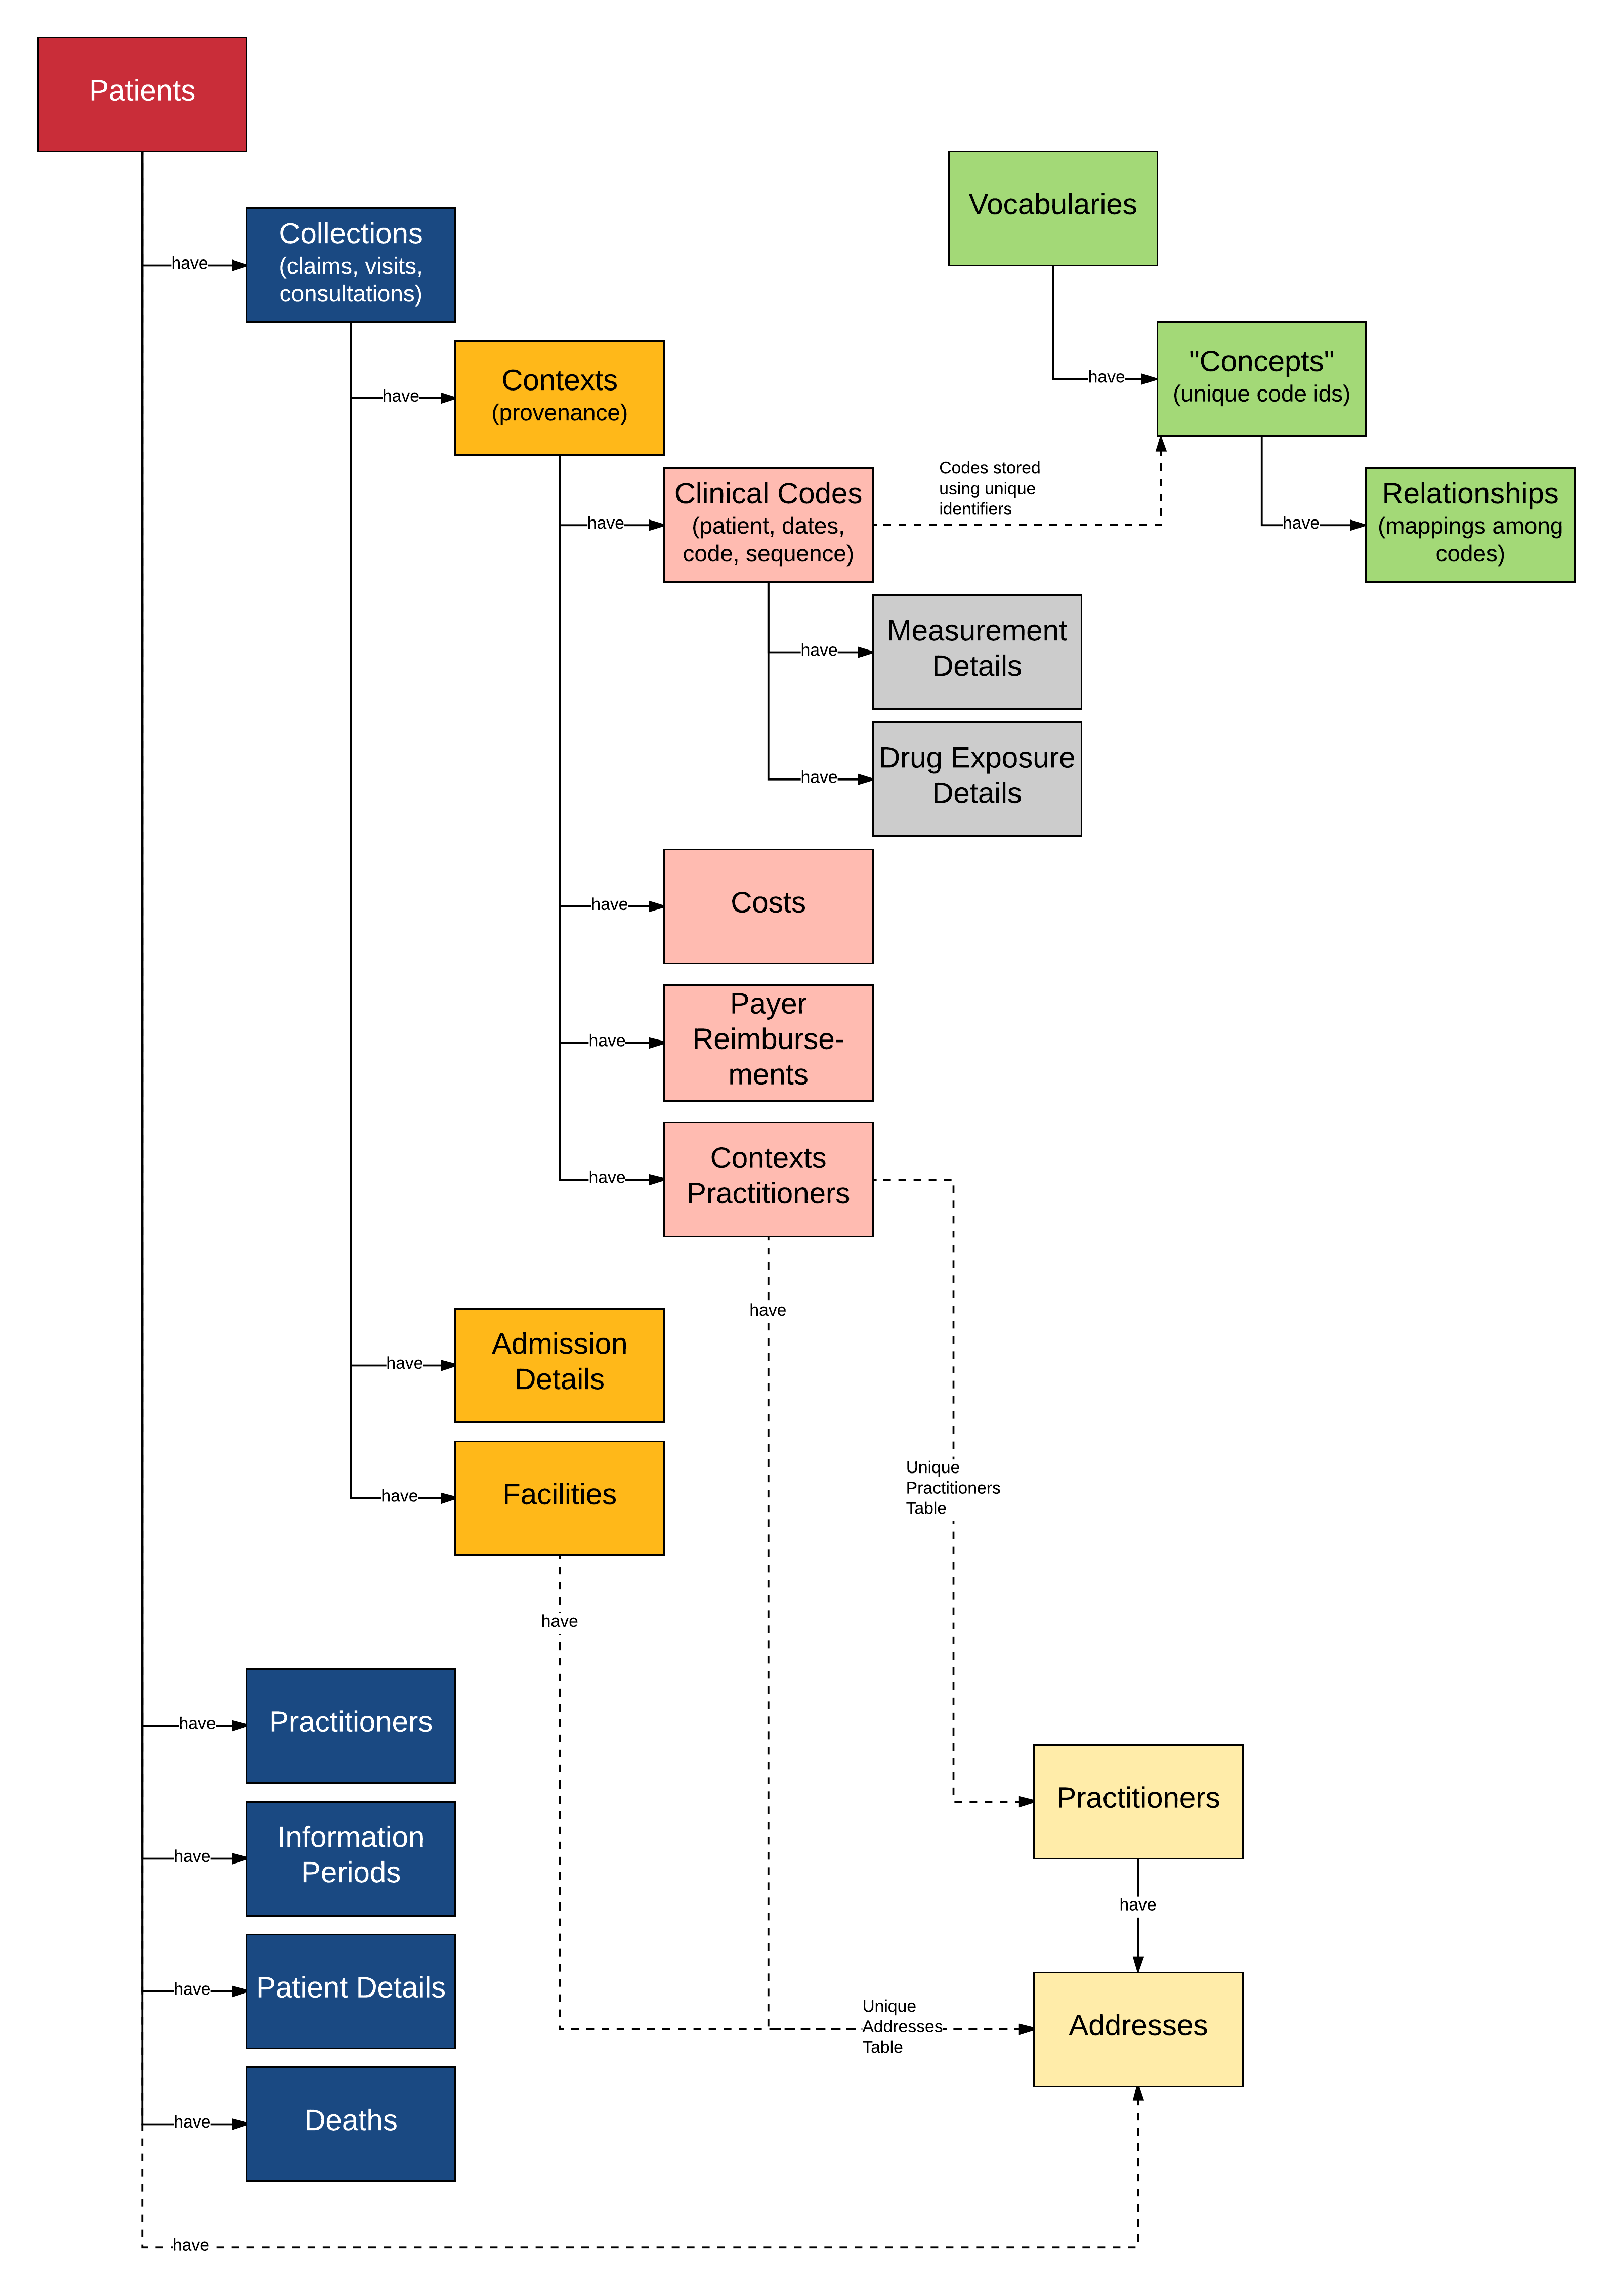 Patients
Vocabularies
Collections
(claims, visits,
consultations)
have
Contexts
(provenance)
have
"Concepts"
(unique code ids)
have
Clinical Codes
(patient, dates,
code, sequence)
have
Codes stored
using unique
identifiers
Relationships
(mappings among
codes)
have
Measurement
Details
have
Drug Exposure
Details
have
Costs
have
Payer
Reimburse-
ments
have
Contexts
Practitioners
have
have
Admission
Details
have
Facilities
have
Unique
Practitioners
Table
have
Practitioners
have
Practitioners
Information
Periods
have
have
Patient Details
have
Unique
Addresses
Table
Addresses
Deaths
have
have